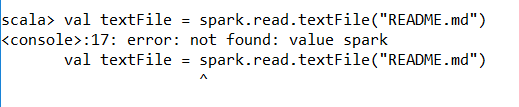 scala> val textFile = spark.read.textFile("README.md")
<console>:17: error: not found: value spark
       val textFile = spark.read.textFile("README.md")
                      ^